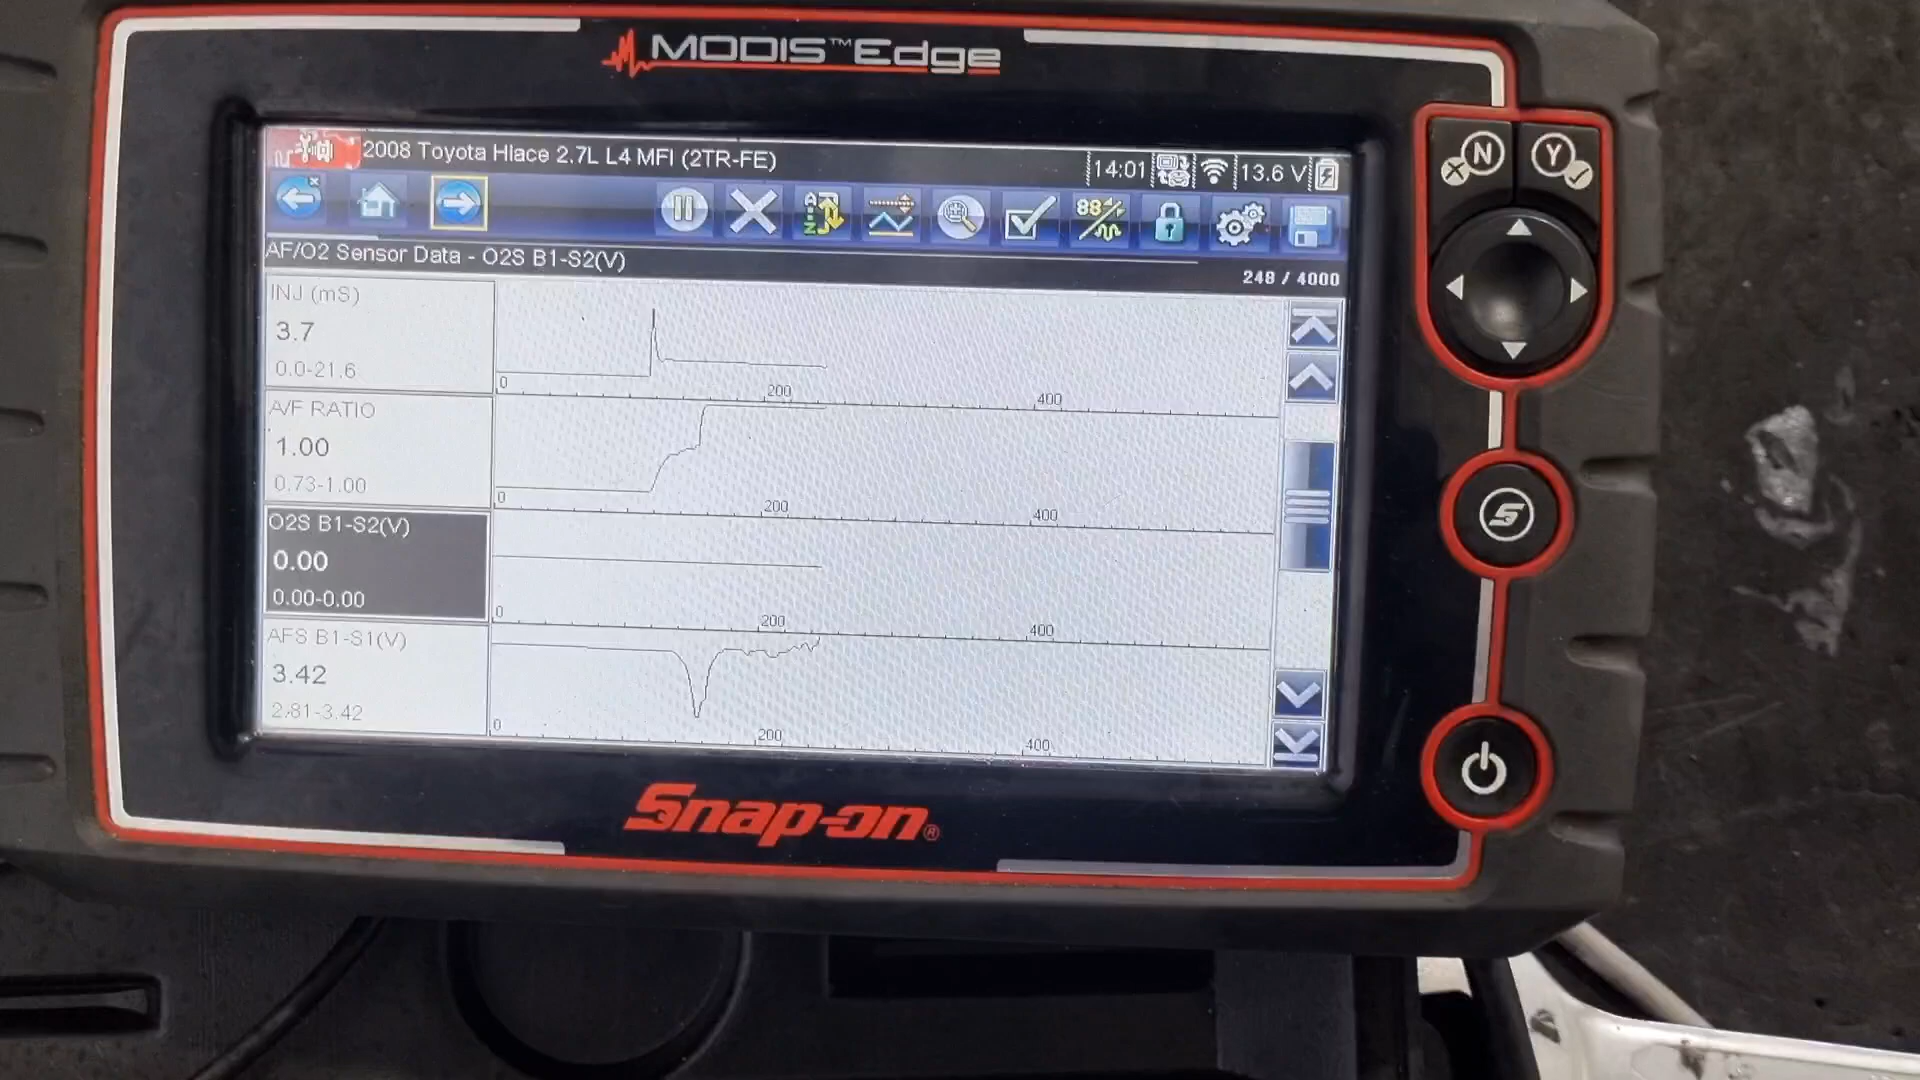 MODIS™ Edge
2008 Toyota Hiace 2.7L L4 MFI (2TR-FE)
14:01
13.6 V
AF/O2 Sensor Data - O2S B1-S2(V)
248 / 4000
INJ (mS)
3.7
0.0-21.6
0 200 400
A/F RATIO
1.00
0.73-1.00
0 200 400
O2S B1-S2(V)
0.00
0.00-0.00
0 200 400
AFS B1-S1(V)
3.42
2.81-3.42
0 200 400
Snap-on®
N
Y
S